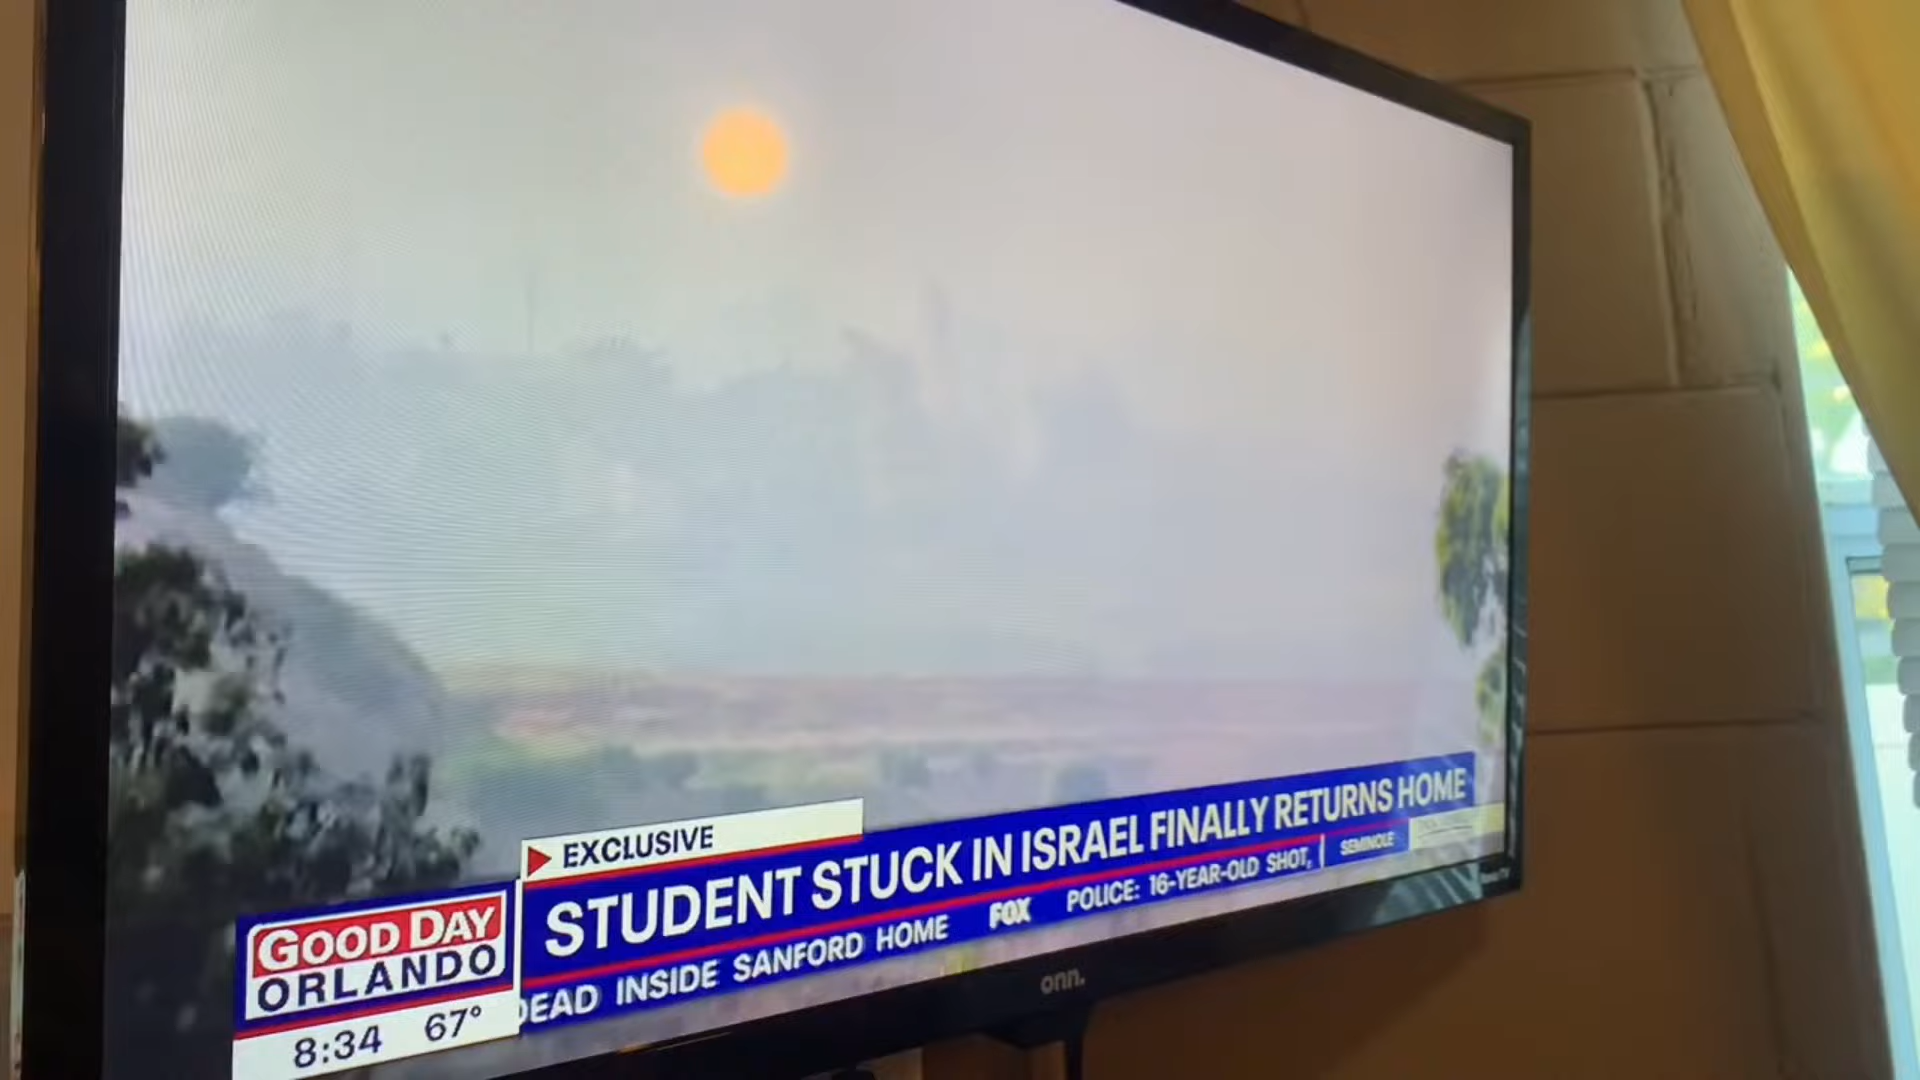 EXCLUSIVE
STUDENT STUCK IN ISRAEL FINALLY RETURNS HOME
GOOD DAY
ORLANDO
DEAD INSIDE SANFORD HOME FOX POLICE: 16-YEAR-OLD SHOT,
SEMINOLE
8:34 67°
onn.